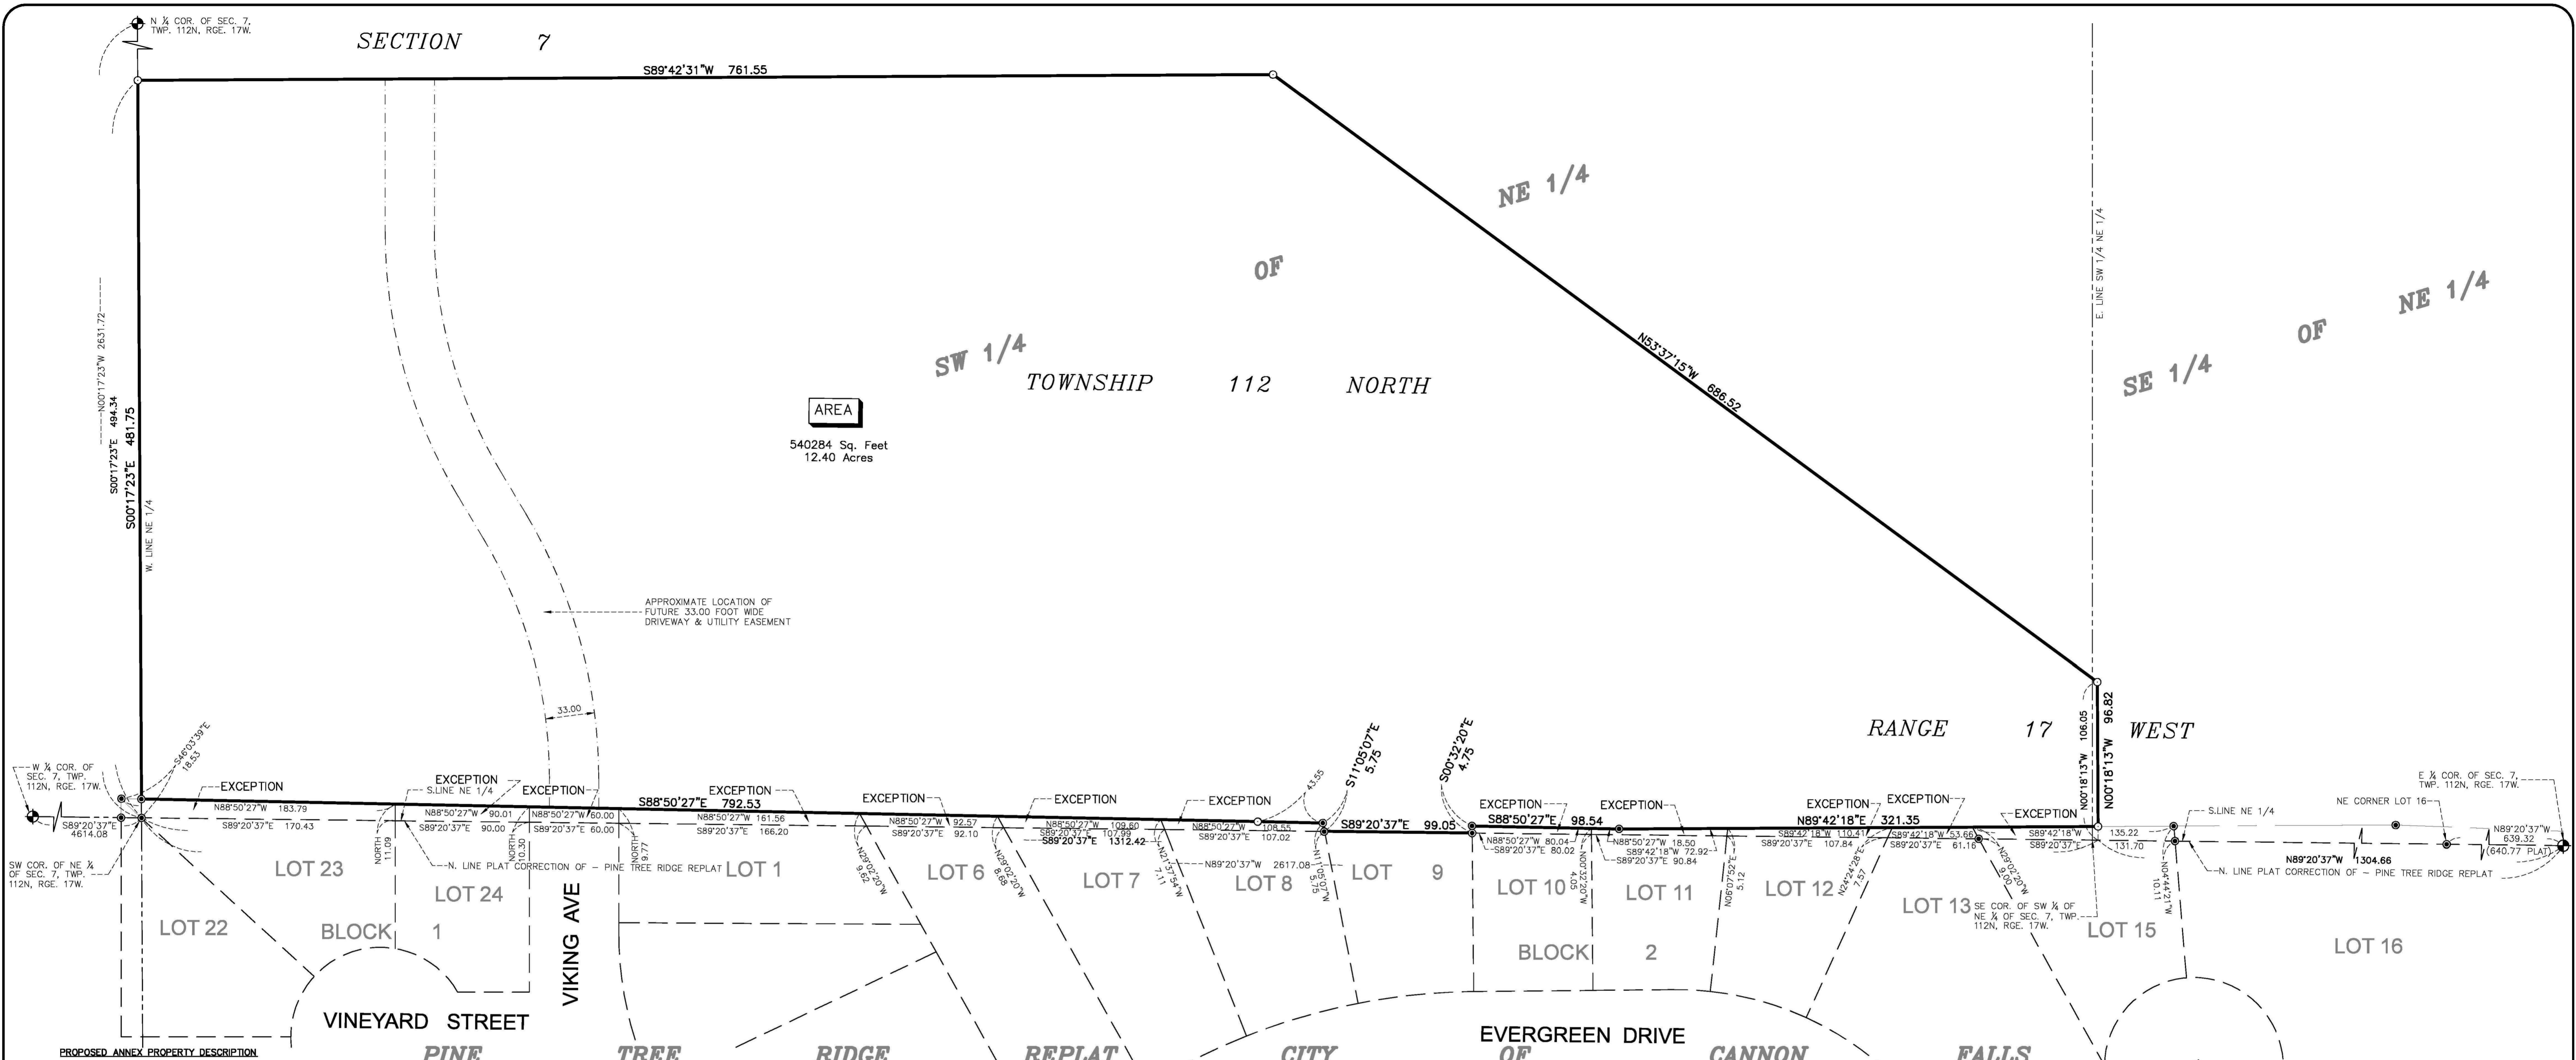 N ¼ COR. OF SEC. 7,
TWP. 112N, RGE. 17W.
SECTION 7
S89°42'31"W 761.55
NE 1/4
OF
SW 1/4
NE 1/4
OF
SE 1/4
E. LINE SW 1/4 NE 1/4
N53°37'15"W 686.52
TOWNSHIP 112 NORTH
N00°17'23"W 2631.72
S00°17'23"E 494.34
S00°17'23"E 481.75
W. LINE NE 1/4
AREA
540284 Sq. Feet
12.40 Acres
APPROXIMATE LOCATION OF
FUTURE 33.00 FOOT WIDE
DRIVEWAY & UTILITY EASEMENT
33.00
RANGE 17 WEST
N00°18'13"W 106.05
N00°18'13"W 96.82
S46°03'39"E
18.53
W ¼ COR. OF
SEC. 7, TWP.
112N, RGE. 17W.
S89°20'37"E
4614.08
SW COR. OF NE ¼
OF SEC. 7, TWP.
112N, RGE. 17W.
EXCEPTION
EXCEPTION
S.LINE NE 1/4
EXCEPTION
EXCEPTION
EXCEPTION
EXCEPTION
EXCEPTION
EXCEPTION
EXCEPTION
EXCEPTION
EXCEPTION
EXCEPTION
S88°50'27"E 792.53
43.55
S11°05'07"E
5.75
S89°20'37"E 99.05
S00°32'20"E
4.75
S88°50'27"E 98.54
N89°42'18"E 321.35
N88°50'27"W 183.79
S89°20'37"E 170.43
N88°50'27"W 90.01
S89°20'37"E 90.00
N88°50'27"W 60.00
S89°20'37"E 60.00
N88°50'27"W 161.56
S89°20'37"E 166.20
N88°50'27"W 92.57
S89°20'37"E 92.10
N88°50'27"W 109.60
S89°20'37"E 107.99
S89°20'37"E 1312.42
N88°50'27"W 108.55
S89°20'37"E 107.02
N88°50'27"W 80.04
S89°20'37"E 80.02
N88°50'27"W 18.50
S89°42'18"W 72.92
S89°20'37"E 90.84
S89°42'18"W 110.41
S89°20'37"E 107.84
S89°42'18"W 53.66
S89°20'37"E 61.16
S89°42'18"W 135.22
S89°20'37"E 131.70
NORTH
11.09
NORTH
10.30
NORTH
9.77
N29°02'20"W
9.62
N29°02'20"W
8.68
N21°37'54"W
7.11
N89°20'37"W 2617.08
N11°05'07"W
5.75
N00°32'20"W
4.05
N06°07'52"E
5.12
N24°24'28"E
7.57
N29°02'20"W
9.00
N04°44'21"W
10.11
N. LINE PLAT CORRECTION OF - PINE TREE RIDGE REPLAT
S.LINE NE 1/4
NE CORNER LOT 16
E ¼ COR. OF SEC. 7,
TWP. 112N, RGE. 17W.
N89°20'37"W
639.32
(640.77 PLAT)
N89°20'37"W 1304.66
N. LINE PLAT CORRECTION OF - PINE TREE RIDGE REPLAT
SE COR. OF SW ¼ OF
NE ¼ OF SEC. 7, TWP.
112N, RGE. 17W.
LOT 23
LOT 24
LOT 1
LOT 6
LOT 7
LOT 8
LOT 9
LOT 10
LOT 11
LOT 12
LOT 13
LOT 15
LOT 16
LOT 22
BLOCK 1
BLOCK 2
VIKING AVE
VINEYARD STREET
EVERGREEN DRIVE
PROPOSED ANNEX PROPERTY DESCRIPTION
PINE TREE RIDGE REPLAT CITY OF CANNON FALLS